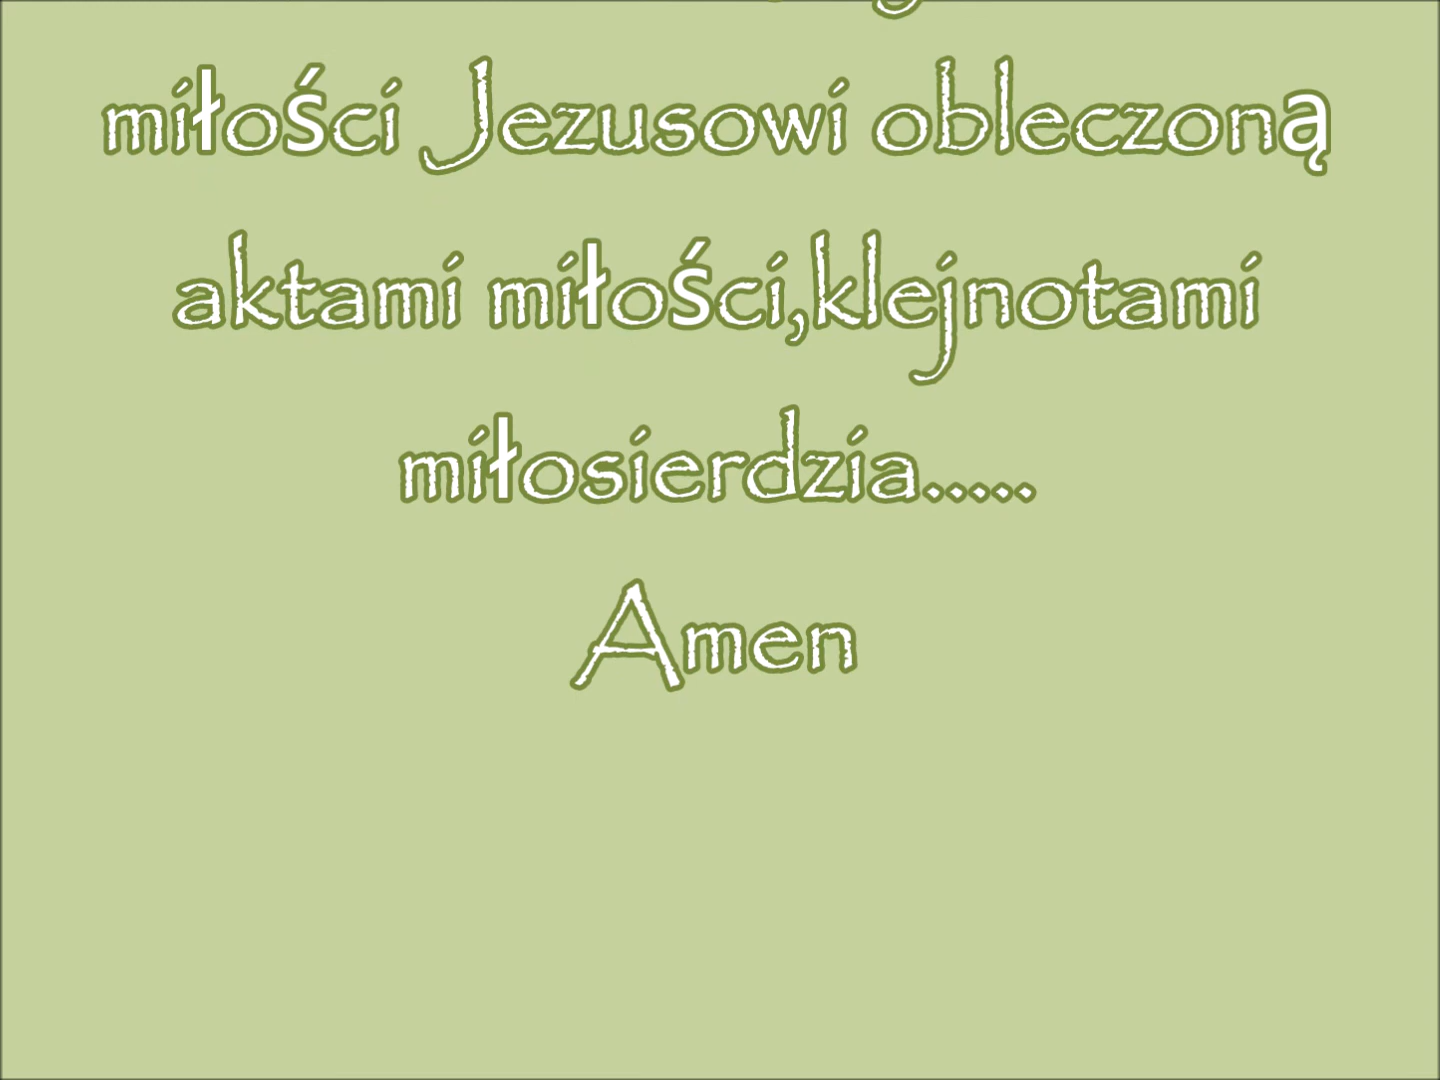 miłości Jezusowi obleczoną
aktami miłości,klejnotami
miłosierdzia.....
Amen